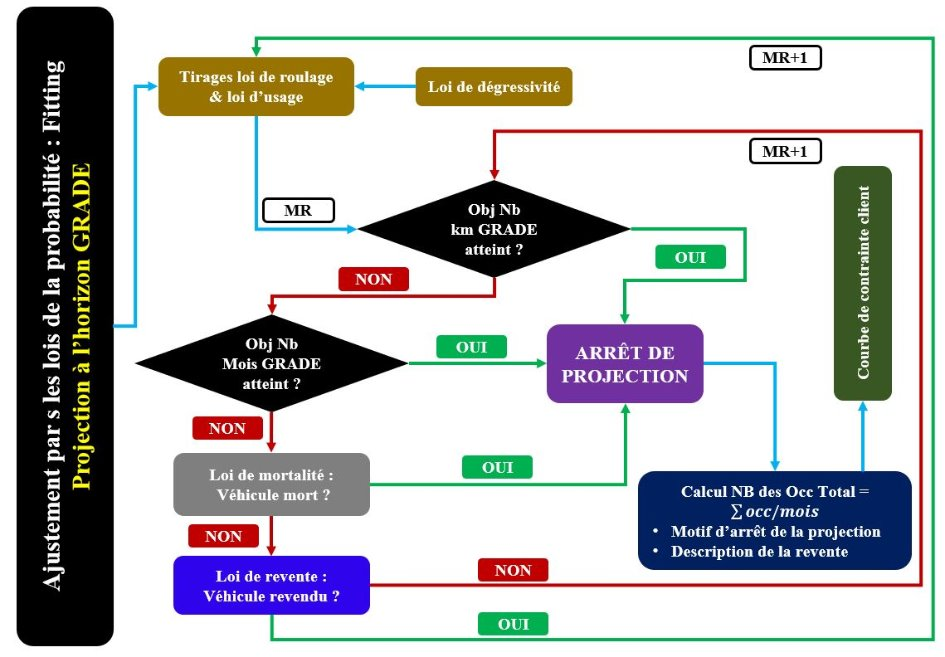 Ajustement par s les lois de la probabilité : Fitting
Projection à l’horizon GRADE
MR+1
Tirages loi de roulage
& loi d’usage
Loi de dégressivité
MR+1
MR
Obj Nb
km GRADE
atteint ?
OUI
NON
Obj Nb
Mois GRADE
atteint ?
OUI
ARRÊT DE
PROJECTION
Courbe de contrainte client
NON
Loi de mortalité :
Véhicule mort ?
OUI
Calcul NB des Occ Total =
∑ occ/mois
• Motif d’arrêt de la projection
• Description de la revente
NON
Loi de revente :
Véhicule revendu ?
NON
OUI